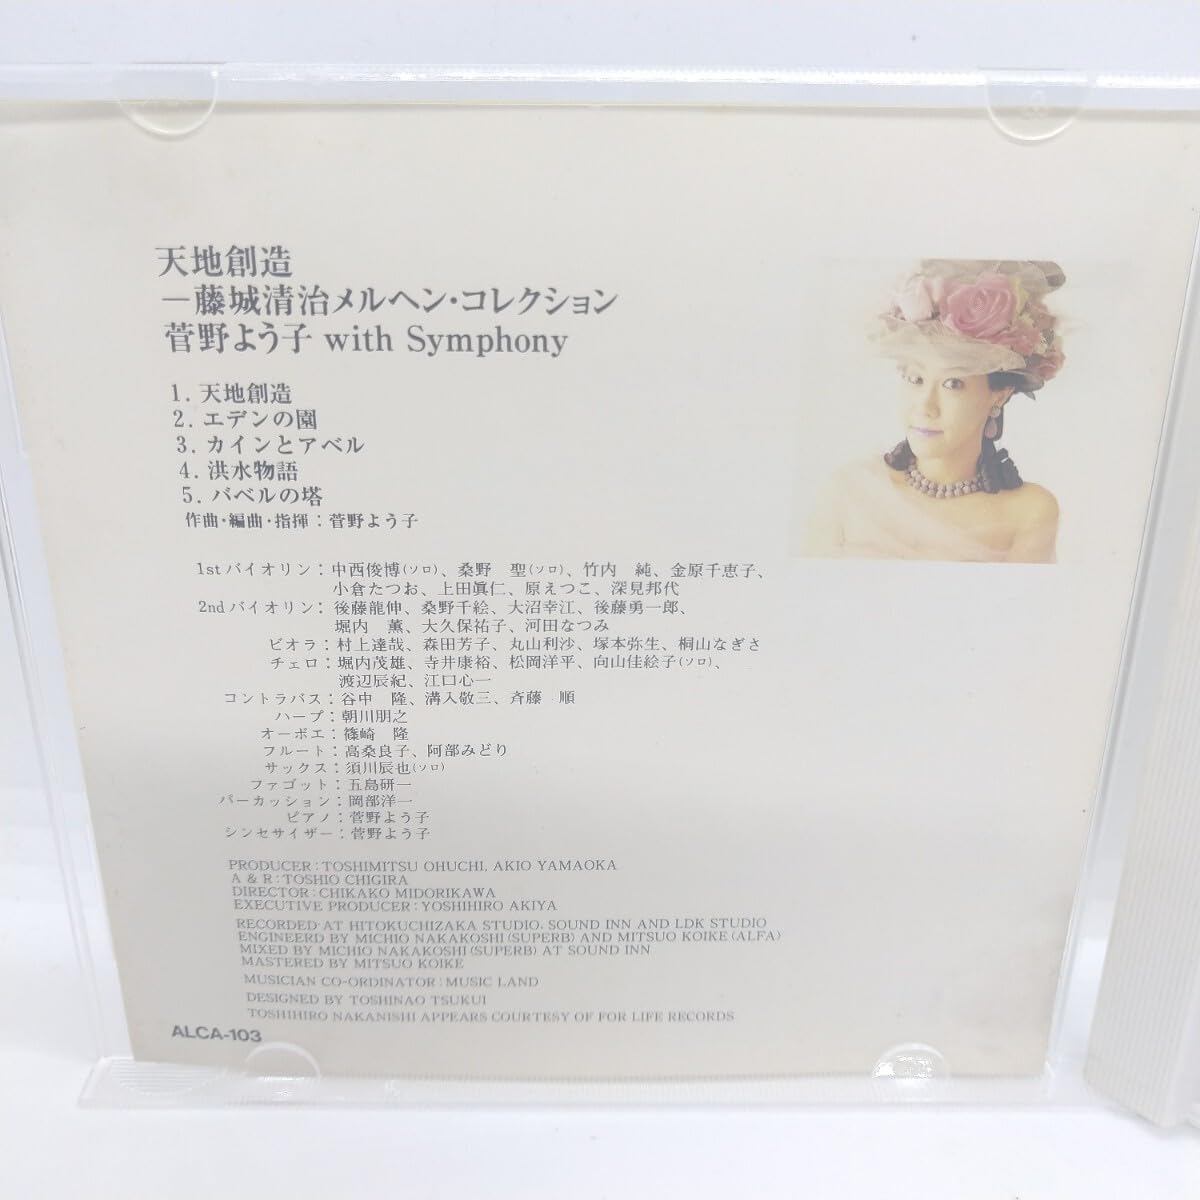 天地創造
―藤城清治メルヘン・コレクション
菅野よう子 with Symphony
1. 天地創造
2. エデンの園
3. カインとアベル
4. 洪水物語
5. バベルの塔
作曲・編曲・指揮：菅野よう子
1stバイオリン：中西俊博(ソロ)、桑野　聖(ソロ)、竹内　純、金原千恵子、
小倉たつお、上田眞仁、原えつこ、深見邦代
2ndバイオリン：後藤龍伸、桑野千絵、大沼幸江、後藤勇一郎、
堀内　薫、大久保祐子、河田なつみ
ビオラ：村上達哉、森田芳子、丸山利沙、塚本弥生、桐山なぎさ
チェロ：堀内茂雄、寺井康裕、松岡洋平、向山佳絵子(ソロ)、
渡辺辰紀、江口心一
コントラバス：谷中　隆、溝入敬三、斉藤　順
ハープ：朝川朋之
オーボエ：篠崎　隆
フルート：高桑良子、阿部みどり
サックス：須川辰也(ソロ)
ファゴット：五島研一
パーカッション：岡部洋一
ピアノ：菅野よう子
シンセサイザー：菅野よう子
PRODUCER：TOSHIMITSU OHUCHI, AKIO YAMAOKA
A & R：TOSHIO CHIGIRA
DIRECTOR：CHIKAKO MIDORIKAWA
EXECUTIVE PRODUCER：YOSHIHIRO AKIYA
RECORDED AT HITOKUCHIZAKA STUDIO, SOUND INN AND LDK STUDIO
ENGINEERD BY MICHIO NAKAKOSHI (SUPERB) AND MITSUO KOIKE (ALFA)
MIXED BY MICHIO NAKAKOSHI (SUPERB) AT SOUND INN
MASTERED BY MITSUO KOIKE
MUSICIAN CO-ORDINATOR：MUSIC LAND
DESIGNED BY TOSHINAO TSUKUI
TOSHIHIRO NAKANISHI APPEARS COURTESY OF FOR LIFE RECORDS
ALCA-103